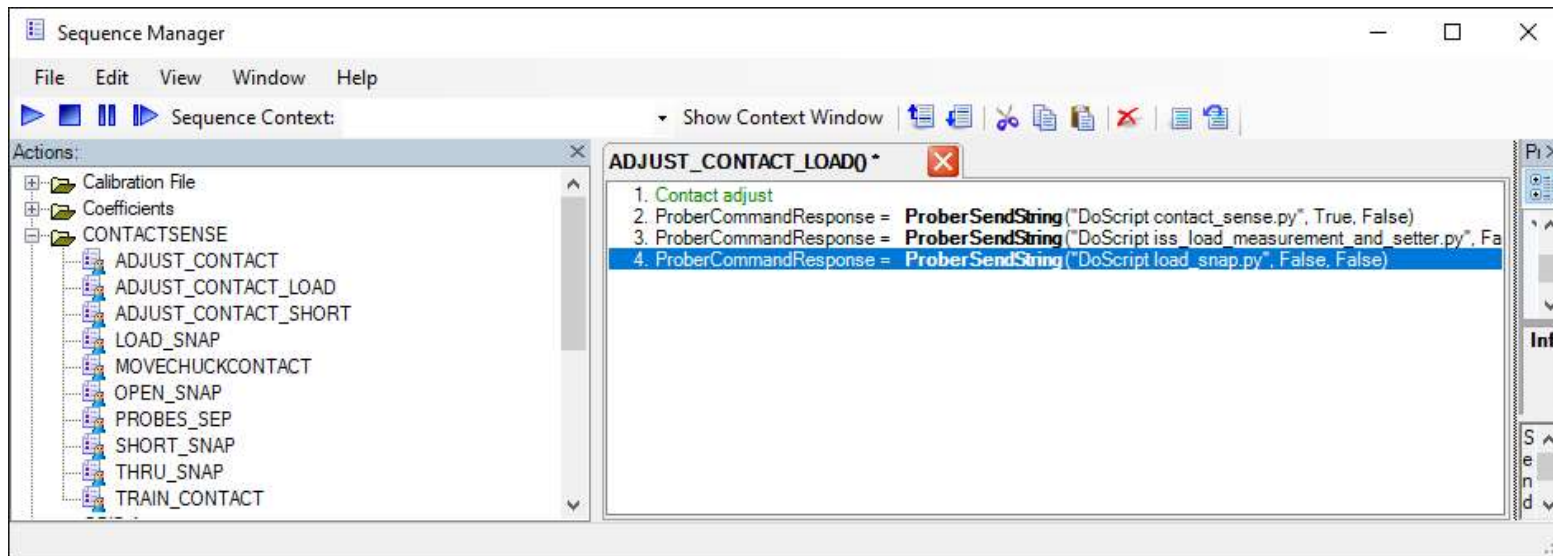 Sequence Manager
File Edit View Window Help
Sequence Context: Show Context Window
Actions:
Calibration File
Coefficients
CONTACTSENSE
ADJUST_CONTACT
ADJUST_CONTACT_LOAD
ADJUST_CONTACT_SHORT
LOAD_SNAP
MOVECHUCKCONTACT
OPEN_SNAP
PROBES_SEP
SHORT_SNAP
THRU_SNAP
TRAIN_CONTACT
ADJUST_CONTACT_LOAD() *
1. Contact adjust
2. ProberCommandResponse = ProberSendString("DoScript contact_sense.py", True, False)
3. ProberCommandResponse = ProberSendString("DoScript iss_load_measurement_and_setter.py", Fa
4. ProberCommandResponse = ProberSendString("DoScript load_snap.py", False, False)
Inf
S
e
n
d